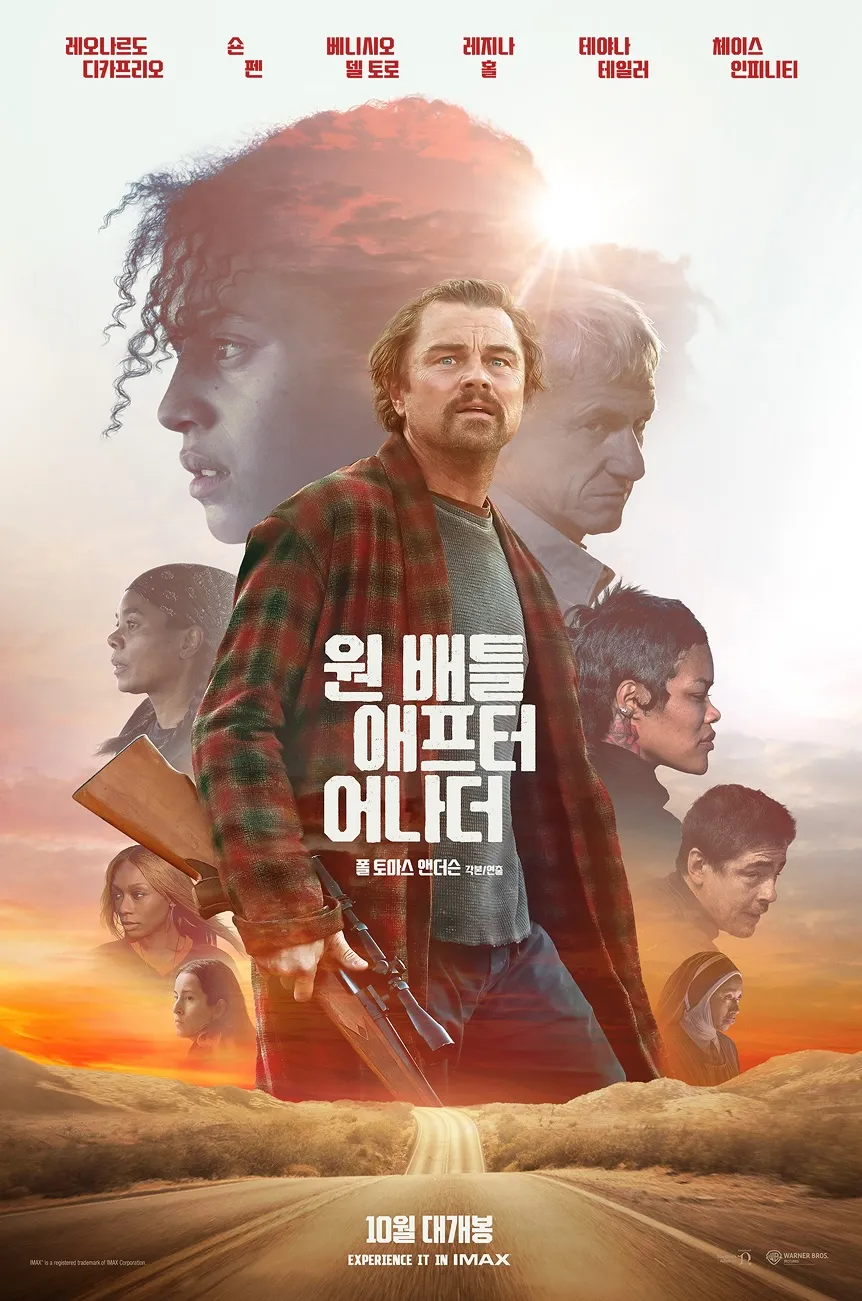 레오나르도 숀 베니시오 레지나 테야나 체이스
디카프리오 펜 델 토로 홀 테일러 인피니티
원 배틀
애프터
어나더
폴 토마스 앤더슨 각본/연출
10월 대개봉
EXPERIENCE IT IN IMAX
IMAX® is a registered trademark of IMAX Corporation.
WARNER BROS.
PICTURES